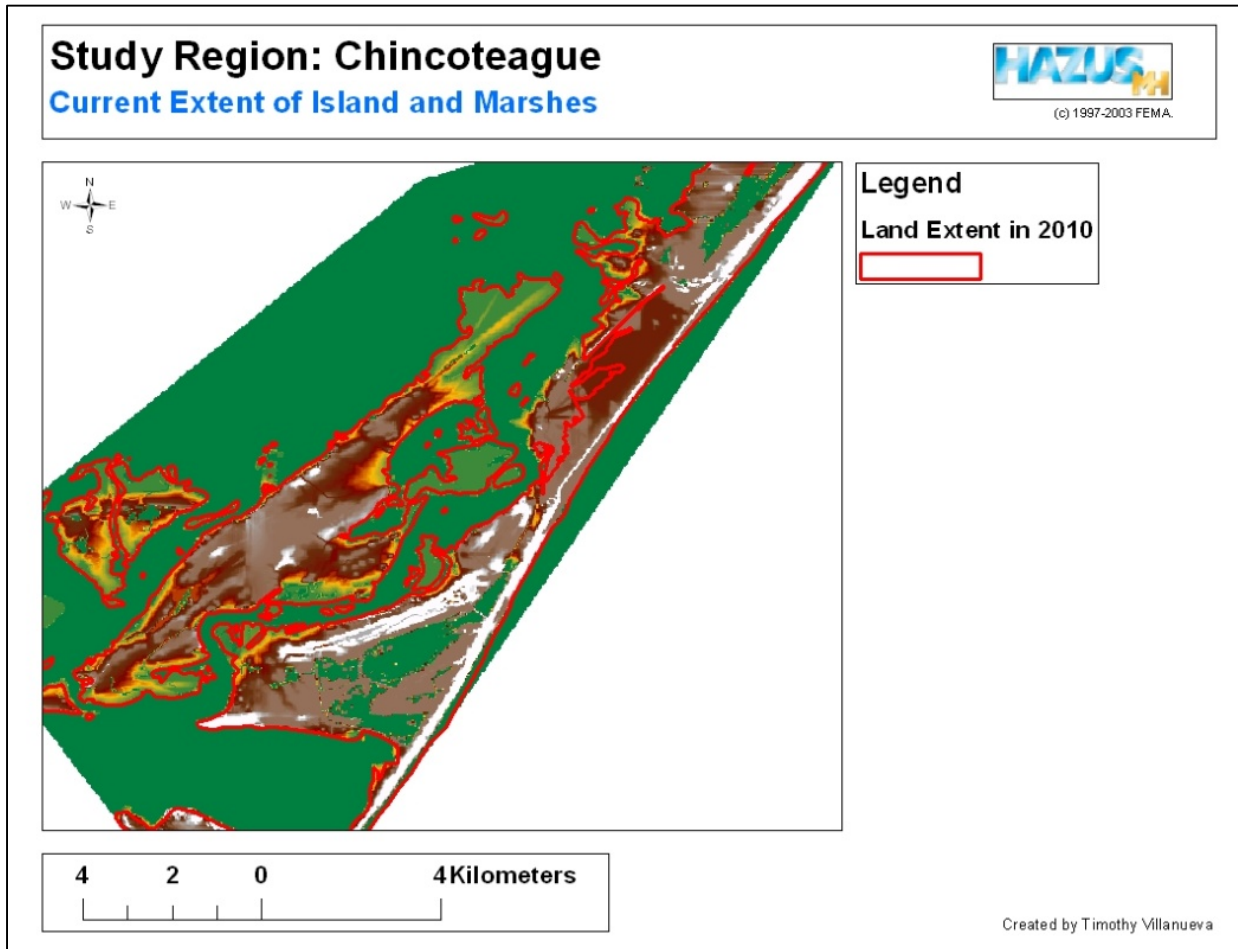 Study Region: Chincoteague
Current Extent of Island and Marshes
HAZUS MH
(c) 1997-2003 FEMA.
N
W E
S
Legend
Land Extent in 2010
4 2 0 4 Kilometers
Created by Timothy Villanueva